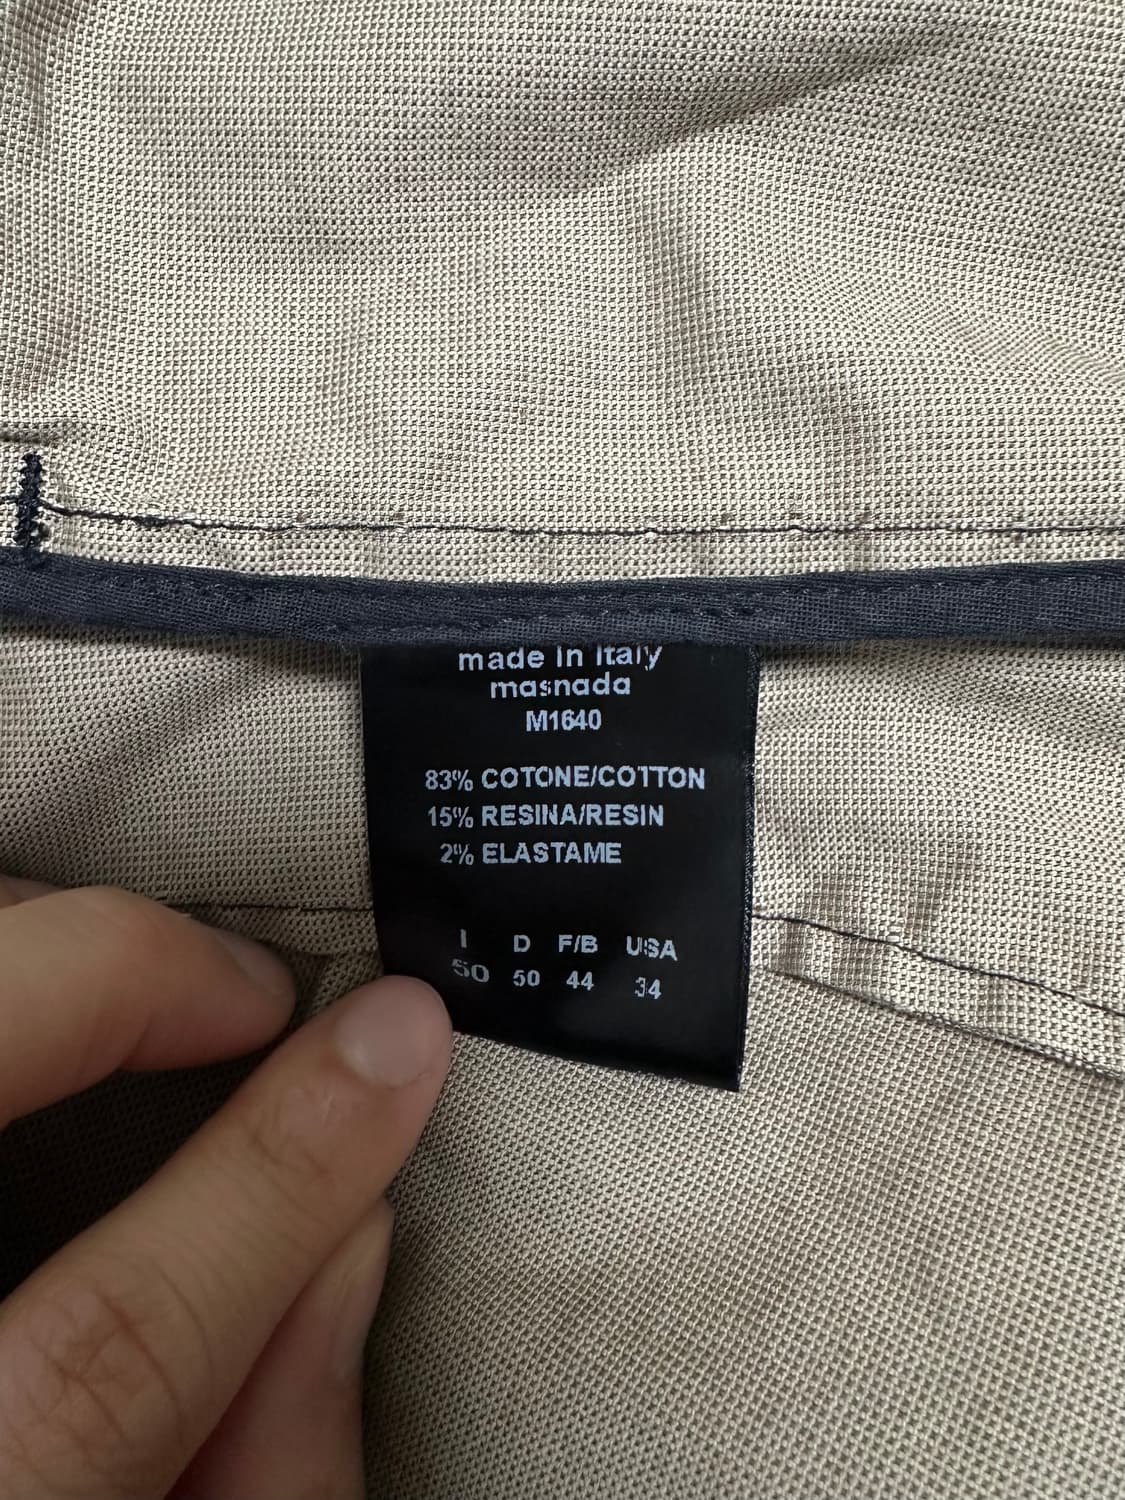 made in Italy
masnada
M1640
83% COTONE/COTTON
15% RESINA/RESIN
2% ELASTAME
I D F/B USA
50 50 44 34